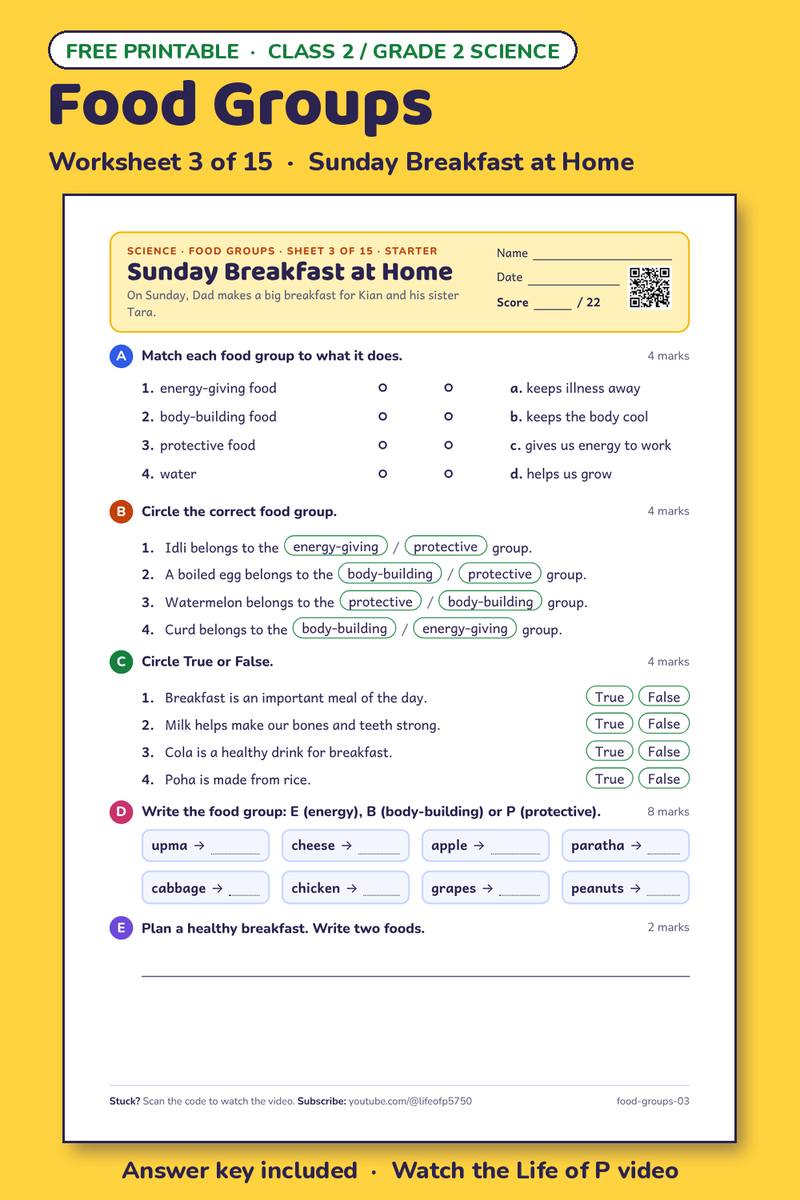 FREE PRINTABLE · CLASS 2 / GRADE 2 SCIENCE
Food Groups
Worksheet 3 of 15 · Sunday Breakfast at Home
SCIENCE · FOOD GROUPS · SHEET 3 OF 15 · STARTER
Sunday Breakfast at Home
On Sunday, Dad makes a big breakfast for Kian and his sister
Tara.
Name
Date
Score / 22
A Match each food group to what it does. 4 marks
1. energy-giving food a. keeps illness away
2. body-building food b. keeps the body cool
3. protective food c. gives us energy to work
4. water d. helps us grow
B Circle the correct food group. 4 marks
1. Idli belongs to the energy-giving / protective group.
2. A boiled egg belongs to the body-building / protective group.
3. Watermelon belongs to the protective / body-building group.
4. Curd belongs to the body-building / energy-giving group.
C Circle True or False. 4 marks
1. Breakfast is an important meal of the day. True False
2. Milk helps make our bones and teeth strong. True False
3. Cola is a healthy drink for breakfast. True False
4. Poha is made from rice. True False
D Write the food group: E (energy), B (body-building) or P (protective). 8 marks
upma → cheese → apple → paratha →
cabbage → chicken → grapes → peanuts →
E Plan a healthy breakfast. Write two foods. 2 marks
Stuck? Scan the code to watch the video. Subscribe: youtube.com/@lifeofp5750 food-groups-03
Answer key included · Watch the Life of P video